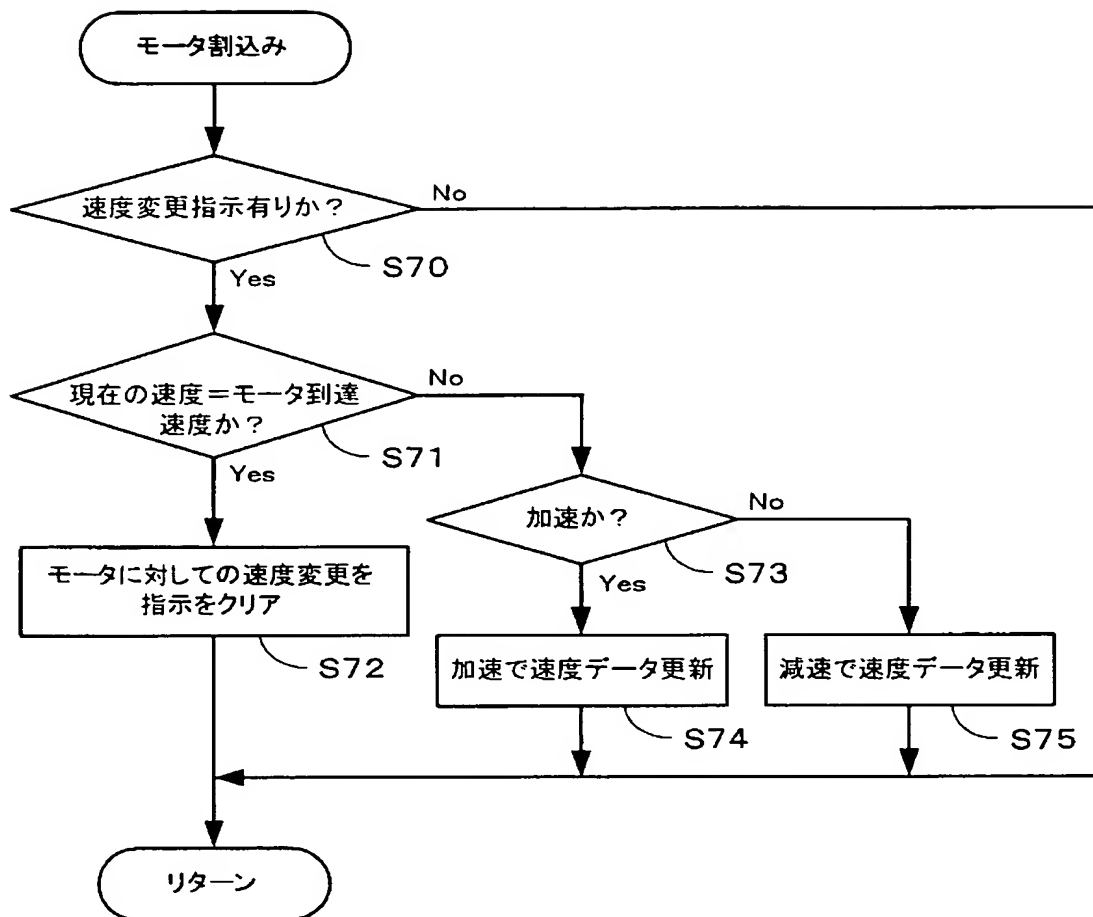 モータ割込み
速度変更指示有りか？
No
S70
Yes
現在の速度＝モータ到達
速度か？
No
S71
Yes
加速か？
No
S73
Yes
モータに対しての速度変更を
指示をクリア
S72
加速で速度データ更新
S74
減速で速度データ更新
S75
リターン